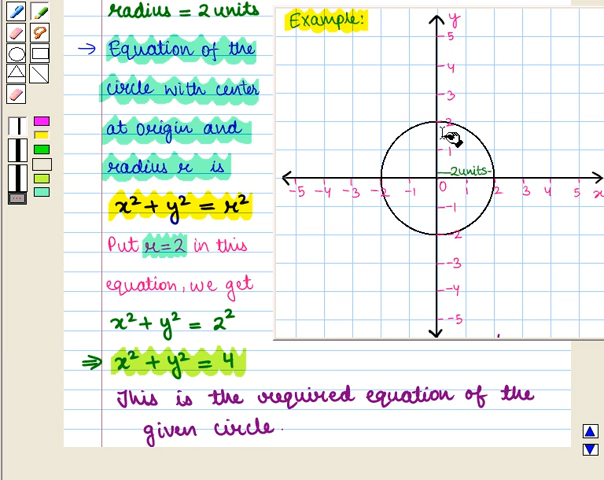 radius = 2 units
→ Equation of the
circle with center
at origin and
radius r is
x² + y² = r²
Put r = 2 in this
equation, we get
x² + y² = 2²
⇒ x² + y² = 4
This is the required equation of the
given circle.
Example:
y
5
4
3
2
1
2units
-5 -4 -3 -2 -1 0 1 2 3 4 5 x
-1
-2
-3
-4
-5